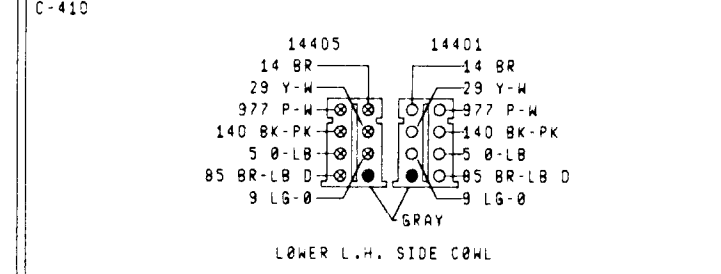 C-410
14405 14401
14 BR 14 BR
29 Y-W 29 Y-W
977 P-W 977 P-W
140 BK-PK 140 BK-PK
5 O-LB 5 O-LB
85 BR-LB D 85 BR-LB D
9 LG-O 9 LG-O
GRAY
LOWER L.H. SIDE COWL